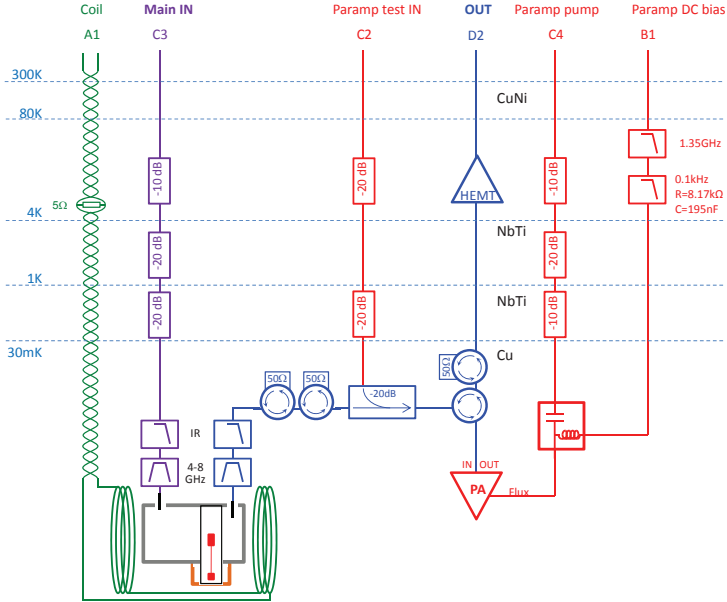 Coil Main IN Paramp test IN OUT Paramp pump Paramp DC bias
A1 C3 C2 D2 C4 B1
300K
CuNi
80K
1.35GHz
-10 dB -20 dB HEMT -10 dB
0.1kHz
R=8.17kΩ
C=195nF
5Ω
4K
NbTi
-20 dB -20 dB
1K
-20 dB -20 dB NbTi -10 dB
30mK
Cu
50Ω
50Ω 50Ω
-20dB
IR
4-8
GHz
IN OUT
PA
Flux